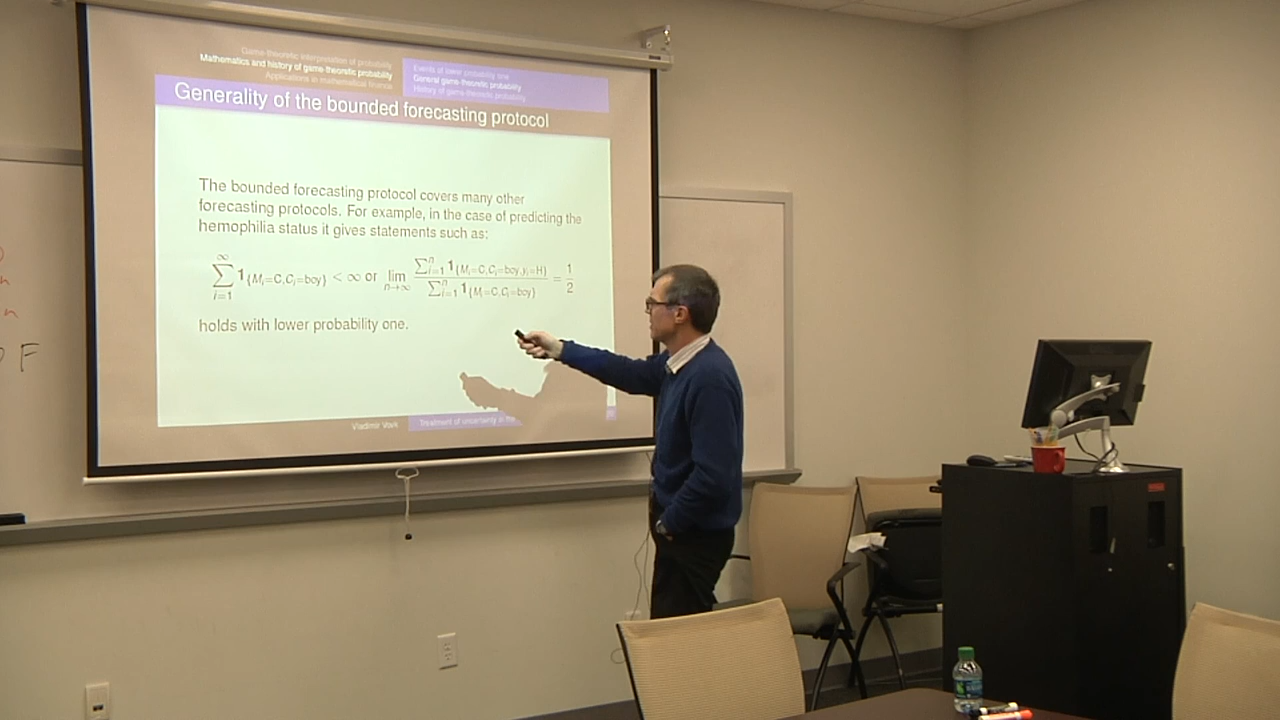 Game-theoretic interpretation of probability
Mathematics and history of game-theoretic probability
Applications in mathematical finance
Events of lower probability one
General game-theoretic probability
History of game-theoretic probability
Generality of the bounded forecasting protocol
The bounded forecasting protocol covers many other
forecasting protocols. For example, in the case of predicting the
hemophilia status it gives statements such as:
∑_{i=1}^{∞} 1_{{M_i=C,C_i=boy}} < ∞ or lim_{n→∞} (∑_{i=1}^{n} 1_{{M_i=C,C_i=boy,y_i=H}}) / (∑_{i=1}^{n} 1_{{M_i=C,C_i=boy}}) = 1/2
holds with lower probability one.
Vladimir Vovk
Treatment of uncertainty in
F